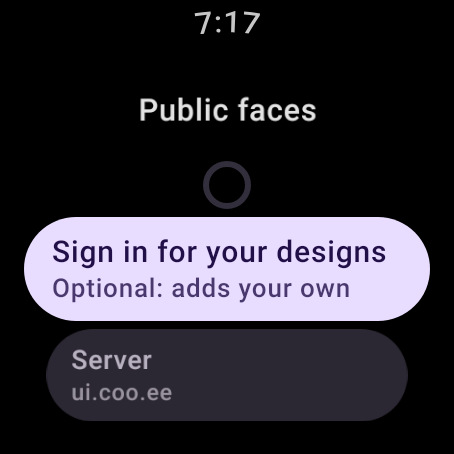 7:17
Public faces
Sign in for your designs
Optional: adds your own
Server
ui.coo.ee